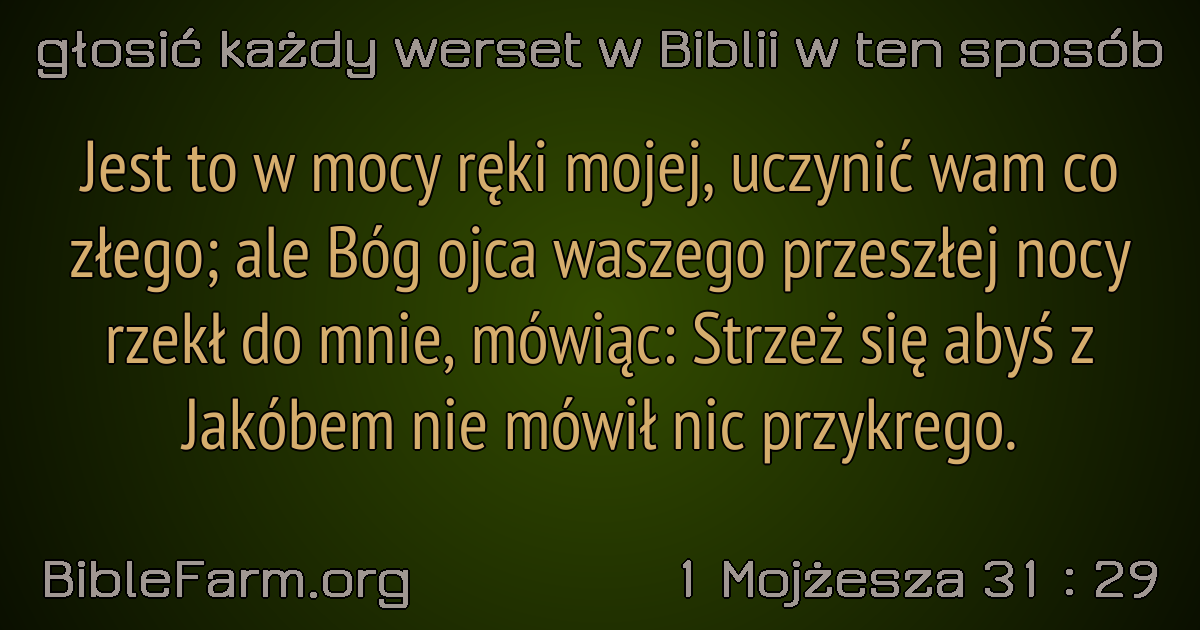 głosić każdy werset w Biblii w ten sposób
Jest to w mocy ręki mojej, uczynić wam co
złego; ale Bóg ojca waszego przeszłej nocy
rzekł do mnie, mówiąc: Strzeż się abyś z
Jakóbem nie mówił nic przykrego.
BibleFarm.org
1 Mojżesza 31 : 29